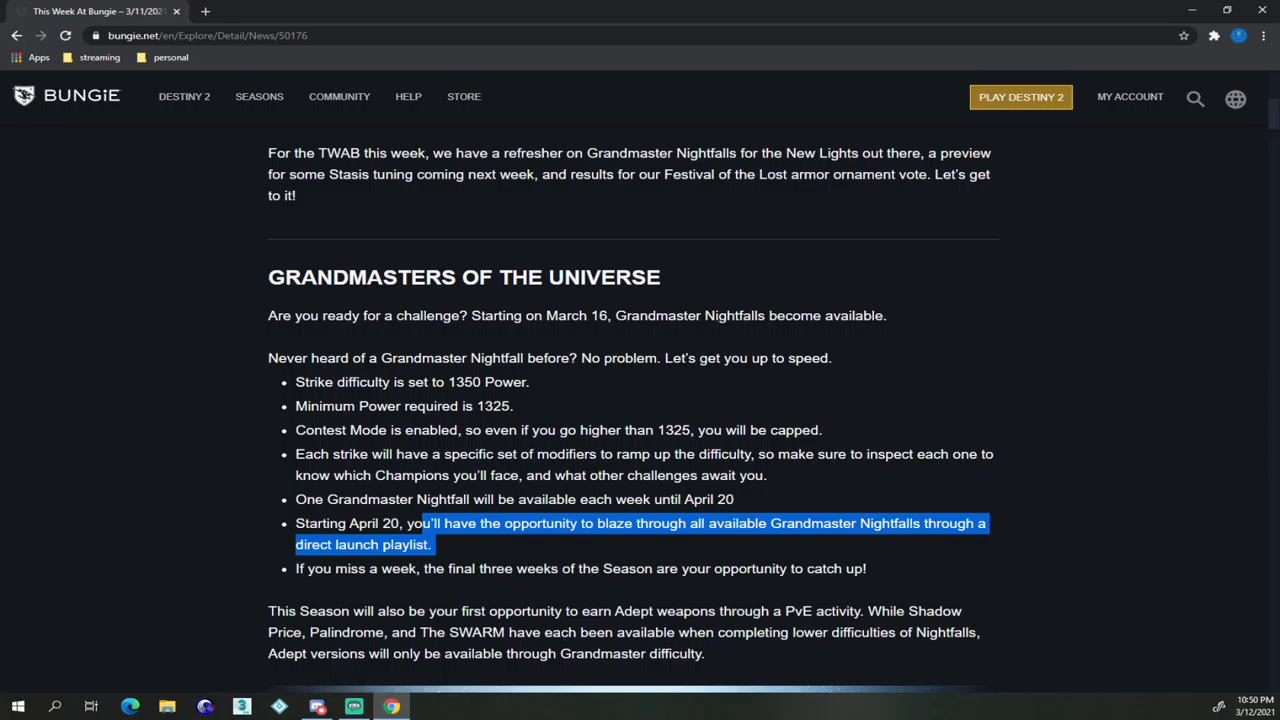 This Week At Bungie – 3/11/2021
bungie.net/en/Explore/Detail/News/50176
Apps streaming personal
BUNGiE DESTINY 2 SEASONS COMMUNITY HELP STORE PLAY DESTINY 2 MY ACCOUNT
For the TWAB this week, we have a refresher on Grandmaster Nightfalls for the New Lights out there, a preview
for some Stasis tuning coming next week, and results for our Festival of the Lost armor ornament vote. Let's get
to it!
GRANDMASTERS OF THE UNIVERSE
Are you ready for a challenge? Starting on March 16, Grandmaster Nightfalls become available.
Never heard of a Grandmaster Nightfall before? No problem. Let's get you up to speed.
• Strike difficulty is set to 1350 Power.
• Minimum Power required is 1325.
• Contest Mode is enabled, so even if you go higher than 1325, you will be capped.
• Each strike will have a specific set of modifiers to ramp up the difficulty, so make sure to inspect each one to
know which Champions you'll face, and what other challenges await you.
• One Grandmaster Nightfall will be available each week until April 20
• Starting April 20, you'll have the opportunity to blaze through all available Grandmaster Nightfalls through a
direct launch playlist.
• If you miss a week, the final three weeks of the Season are your opportunity to catch up!
This Season will also be your first opportunity to earn Adept weapons through a PvE activity. While Shadow
Price, Palindrome, and The SWARM have each been available when completing lower difficulties of Nightfalls,
Adept versions will only be available through Grandmaster difficulty.
10:50 PM
3/12/2021